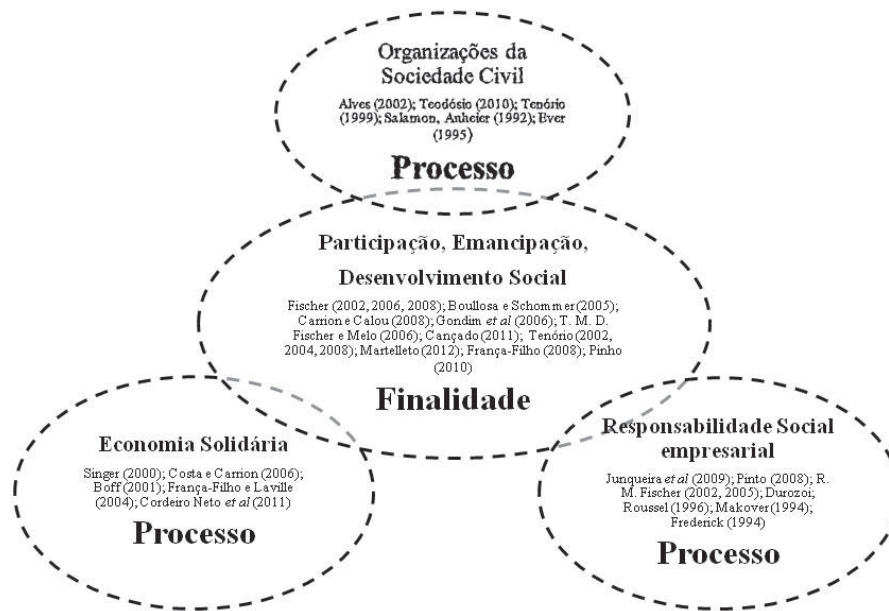 Organizações da
Sociedade Civil
Alves (2002); Teodósio (2010); Tenório
(1999); Salamon, Anheier (1992); Ever
(1995)
Processo
Participação, Emancipação,
Desenvolvimento Social
Fischer (2002, 2006, 2008); Boullosa e Schommer (2005);
Carrion e Calou (2008); Gondim et al (2006); T. M. D.
Fischer e Melo (2006); Cançado (2011); Tenório (2002,
2004, 2008); Martelleto (2012); França-Filho (2008); Pinho
(2010)
Finalidade
Economia Solidária
Singer (2000); Costa e Carrion (2006);
Boff (2001); França-Filho e Laville
(2004); Cordeiro Neto et al (2011)
Processo
Responsabilidade Social
empresarial
Junqueira et al (2009); Pinto (2008); R.
M. Fischer (2002, 2005); Durozoi;
Roussel (1996); Makover (1994);
Frederick (1994)
Processo